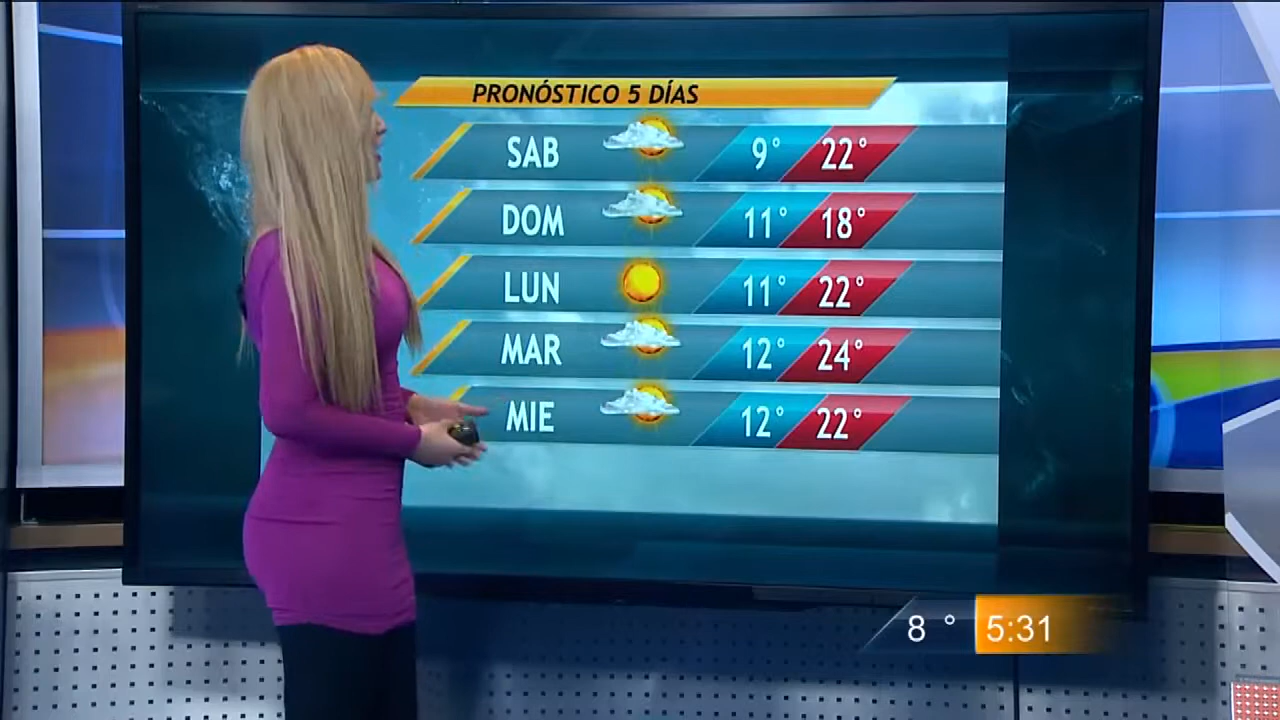 PRONÓSTICO 5 DÍAS
SAB 9° 22°
DOM 11° 18°
LUN 11° 22°
MAR 12° 24°
MIE 12° 22°
8 ° 5:31